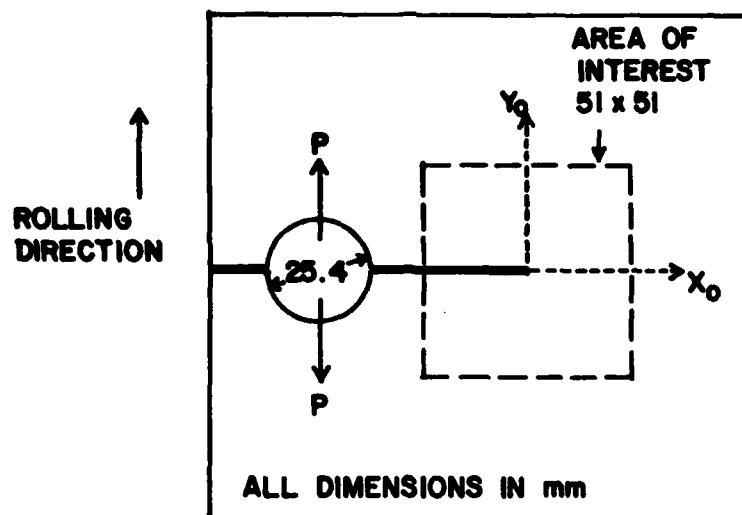 AREA OF
INTEREST
51 x 51
Y₀
P
ROLLING
DIRECTION
25.4
X₀
P
ALL DIMENSIONS IN mm